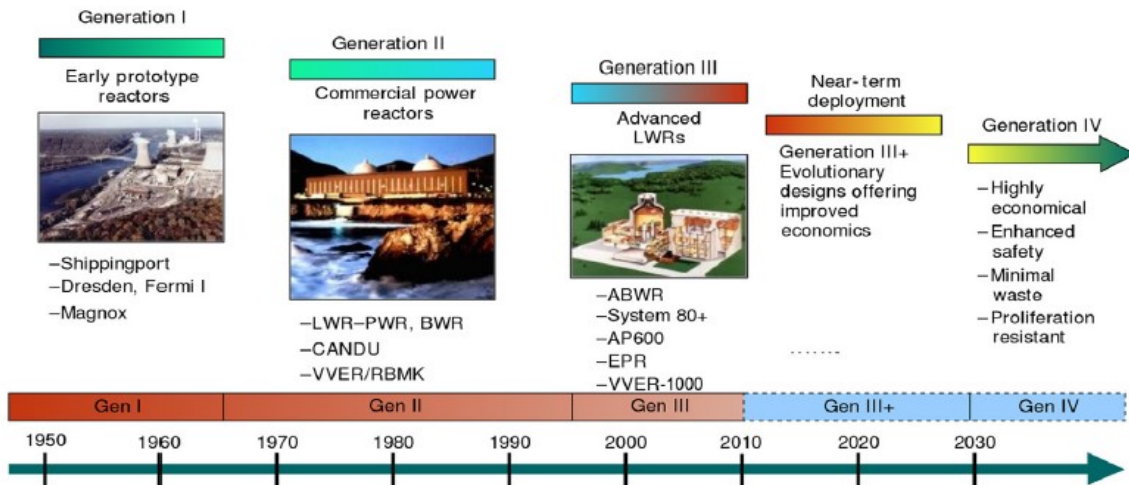 Generation I
Early prototype
reactors
–Shippingport
–Dresden, Fermi I
–Magnox
Generation II
Commercial power
reactors
–LWR–PWR, BWR
–CANDU
–VVER/RBMK
Generation III
Advanced
LWRs
–ABWR
–System 80+
–AP600
–EPR
–VVER-1000
Near-term
deployment
Generation III+
Evolutionary
designs offering
improved
economics
........
Generation IV
–Highly
economical
–Enhanced
safety
–Minimal
waste
–Proliferation
resistant
Gen I Gen II Gen III Gen III+ Gen IV
1950 1960 1970 1980 1990 2000 2010 2020 2030